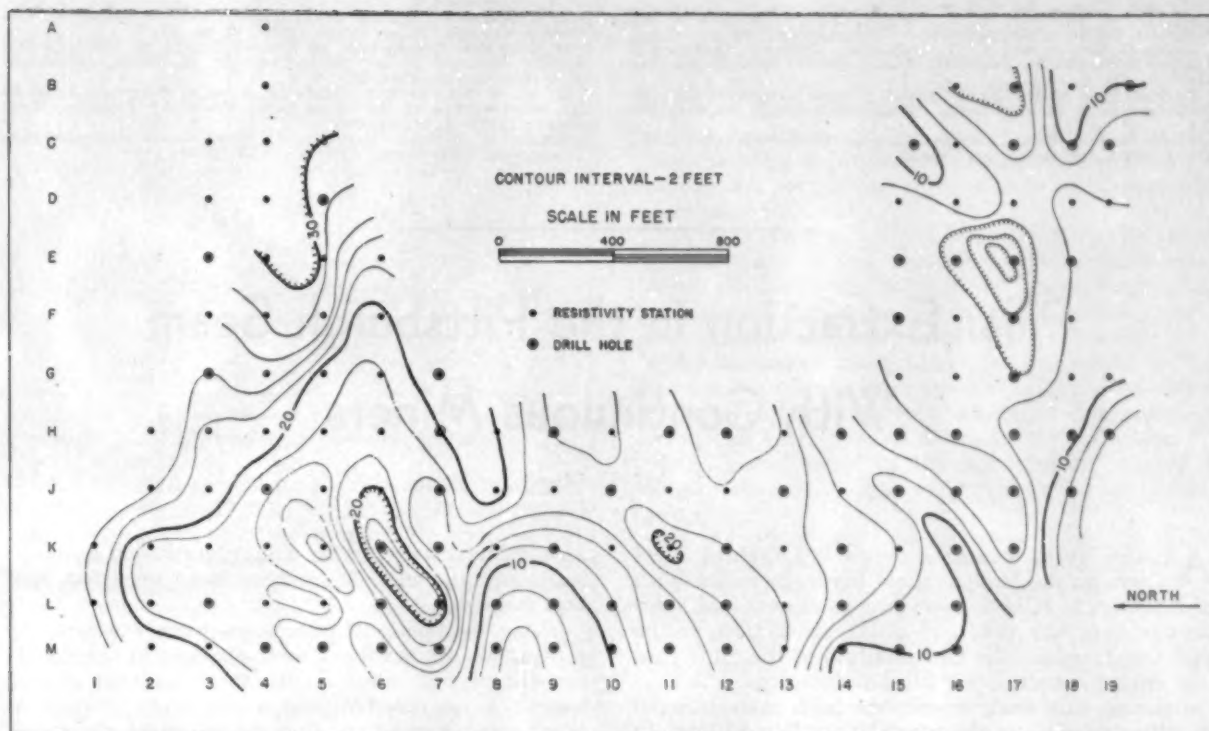 A
B
10
C
10
CONTOUR INTERVAL—2 FEET
D
SCALE IN FEET
30
0 400 800
E
• RESISTIVITY STATION
F
DRILL HOLE
G
20
H
10
J
20
20
K
10
L
NORTH
M
10
1 2 3 4 5 6 7 8 9 10 11 12 13 14 15 16 17 18 19